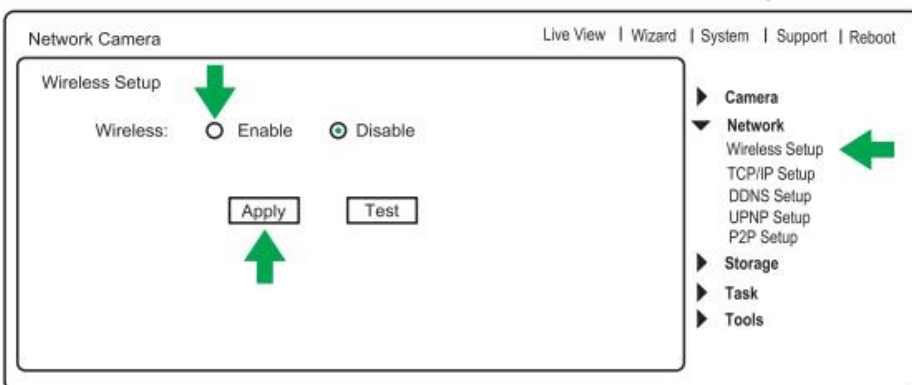 Network Camera
Live View | Wizard | System | Support | Reboot
Wireless Setup
Wireless: Enable Disable
Apply Test
Camera
Network
Wireless Setup
TCP/IP Setup
DDNS Setup
UPNP Setup
P2P Setup
Storage
Task
Tools